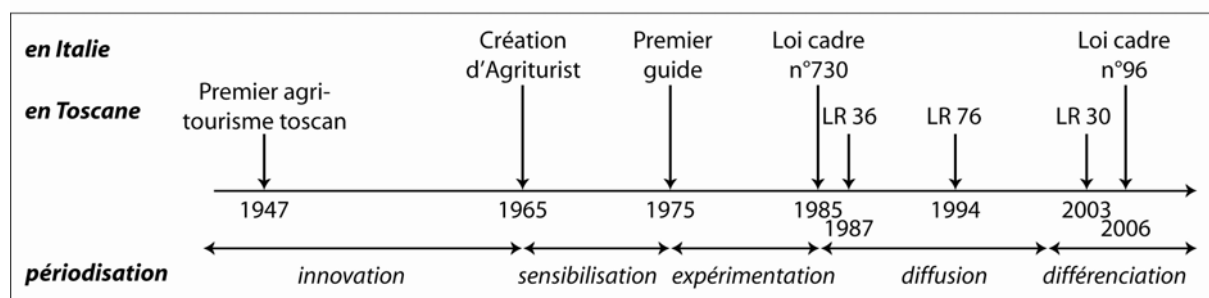 en Italie
Création
d'Agriturist
Premier
guide
Loi cadre
n°730
Loi cadre
n°96
en Toscane
Premier agri-
tourisme toscan
LR 36
LR 76
LR 30
1947
1965
1975
1985
1987
1994
2003
2006
périodisation
innovation
sensibilisation
expérimentation
diffusion
différenciation